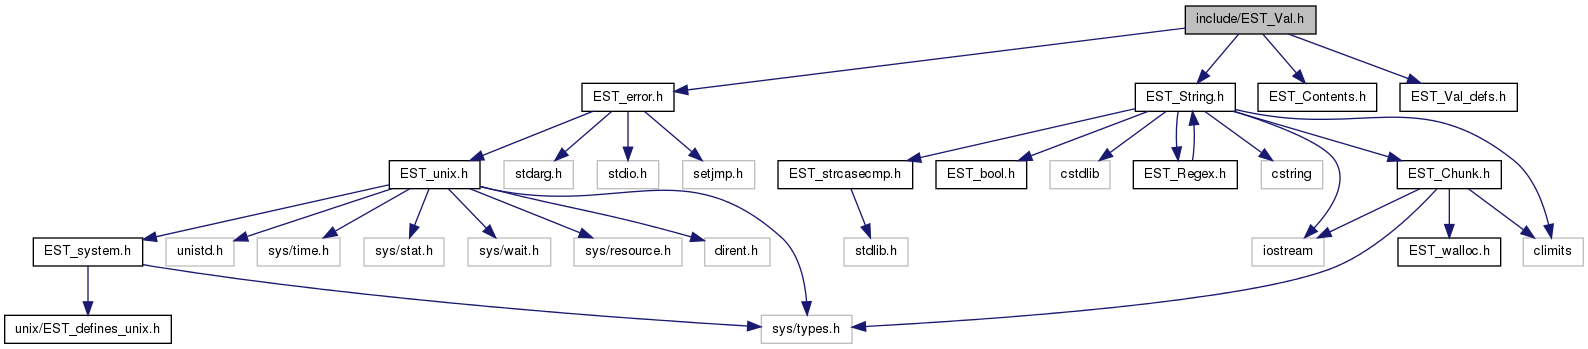 include/EST_Val.h
EST_error.h
EST_String.h
EST_Contents.h
EST_Val_defs.h
EST_unix.h
stdarg.h
stdio.h
setjmp.h
EST_strcasecmp.h
EST_bool.h
cstdlib
EST_Regex.h
cstring
EST_Chunk.h
EST_system.h
unistd.h
sys/time.h
sys/stat.h
sys/wait.h
sys/resource.h
dirent.h
stdlib.h
iostream
EST_walloc.h
climits
unix/EST_defines_unix.h
sys/types.h